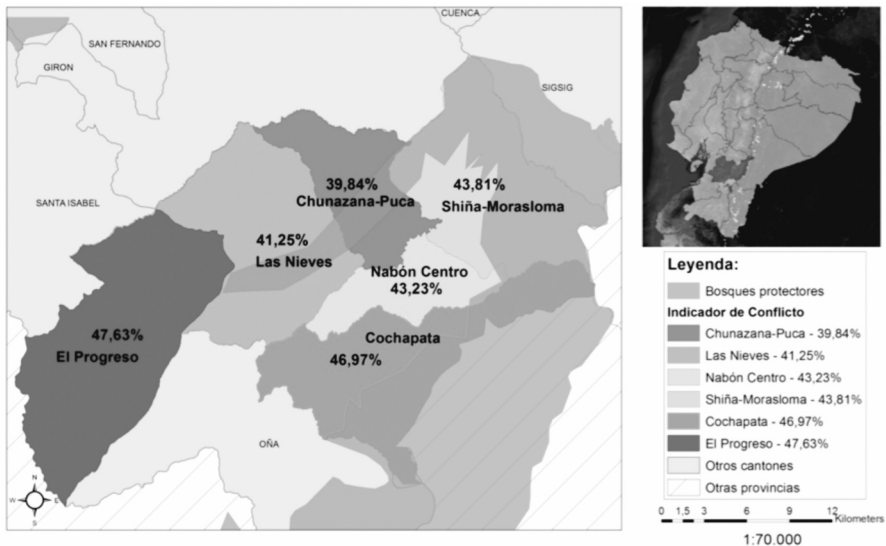 CUENCA
SAN FERNANDO
GIRON
SIGSIG
SANTA ISABEL
39,84%
Chunazana-Puca
43,81%
Shiña-Morasloma
41,25%
Las Nieves
Nabón Centro
43,23%
47,63%
El Progreso
Cochapata
46,97%
OÑA
N
W E
S
Leyenda:
Bosques protectores
Indicador de Conflicto
Chunazana-Puca - 39,84%
Las Nieves - 41,25%
Nabón Centro - 43,23%
Shiña-Morasloma - 43,81%
Cochapata - 46,97%
El Progreso - 47,63%
Otros cantones
Otras provincias
0 1,5 3 6 9 12
Kilometers
1:70.000